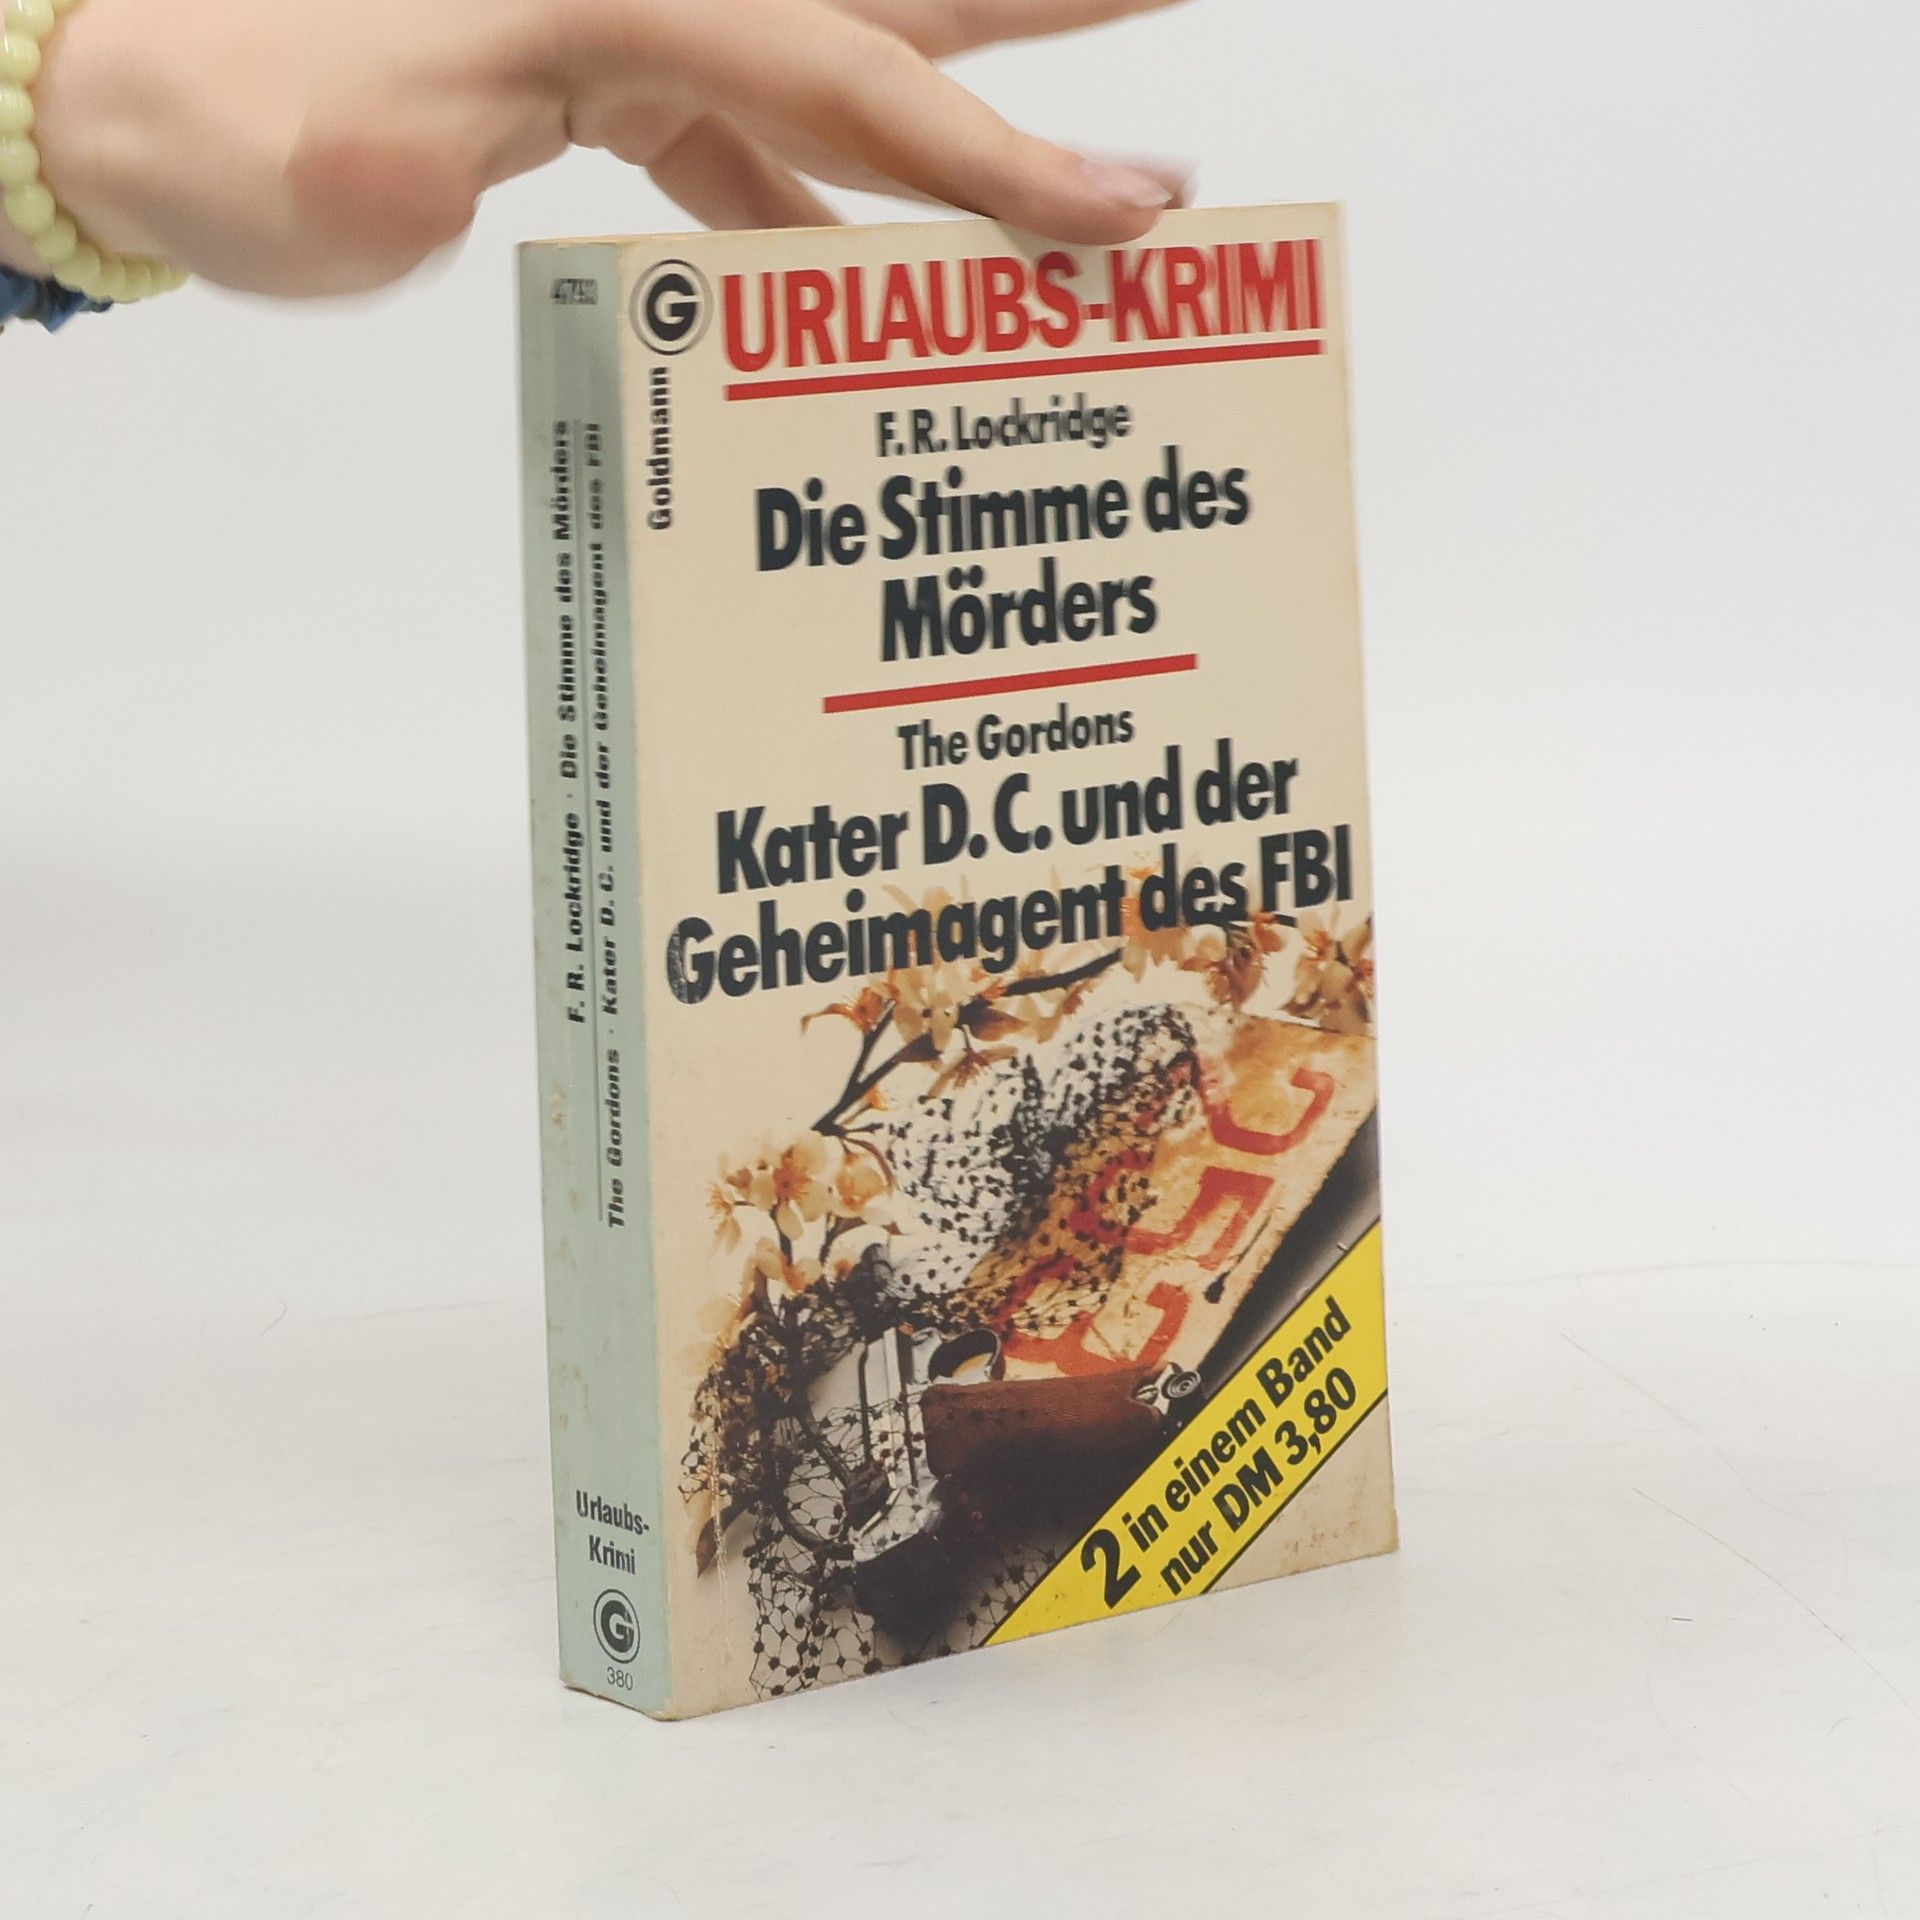 G URLAUBS-KRIMI
Goldmann
F. R. Lockridge
Die Stimme des
Mörders
The Gordons
Kater D. C. und der
Geheimagent des FBI
2 in einem Band
nur DM 3,80
F. R. Lockridge · Die Stimme des Mörders
The Gordons · Kater D. C. und der Geheimagent des FBI
Urlaubs-
Krimi
G
380